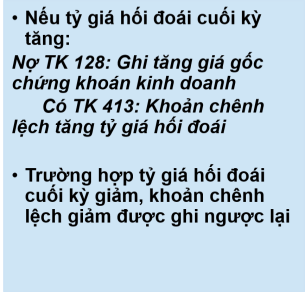 • Nếu tỷ giá hối đoái cuối kỳ
tăng:
Nợ TK 128: Ghi tăng giá gốc
chứng khoán kinh doanh
Có TK 413: Khoản chênh
lệch tăng tỷ giá hối đoái
• Trường hợp tỷ giá hối đoái
cuối kỳ giảm, khoản chênh
lệch giảm được ghi ngược lại